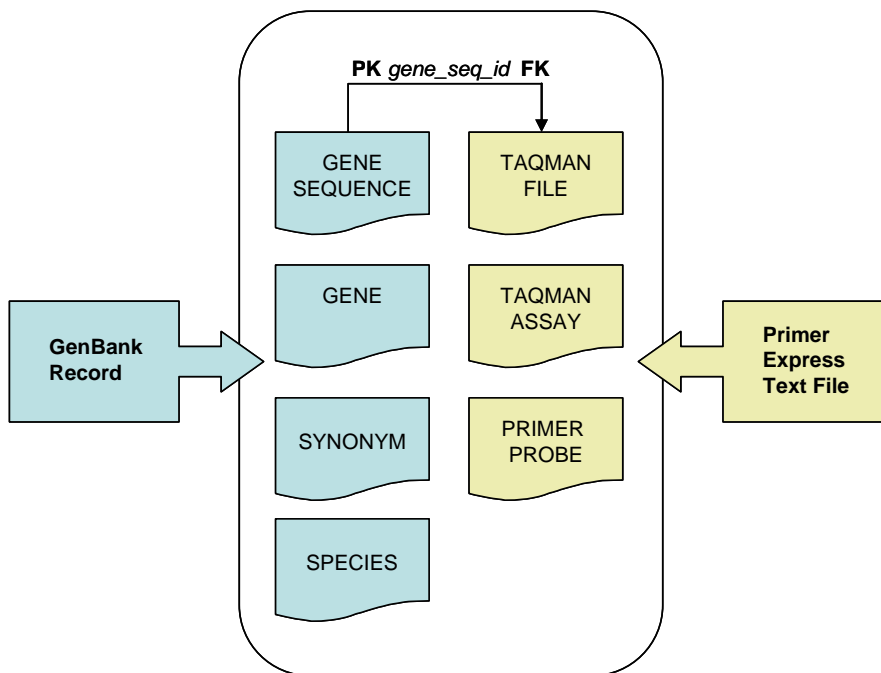 PK gene_seq_id FK
GENE
SEQUENCE
TAQMAN
FILE
GENE
TAQMAN
ASSAY
GenBank
Record
Primer
Express
Text File
SYNONYM
PRIMER
PROBE
SPECIES